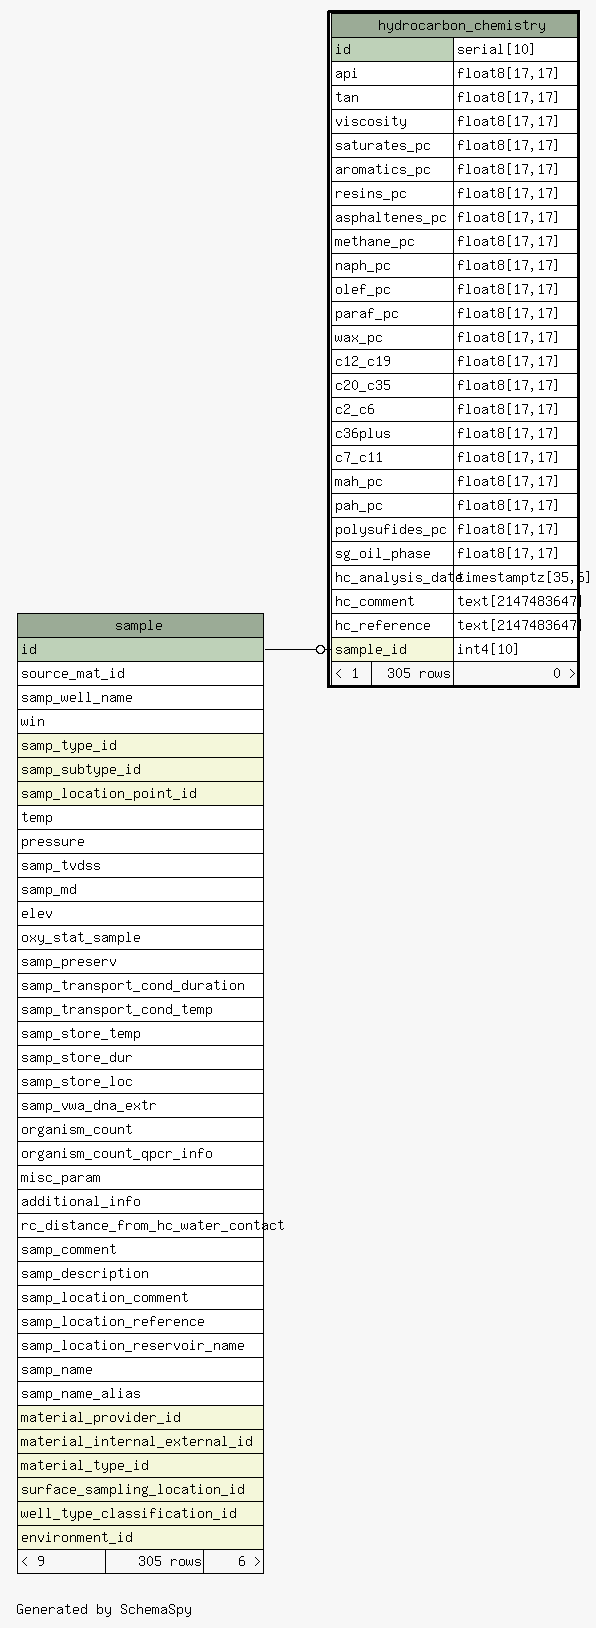 hydrocarbon_chemistry
id serial[10]
api float8[17,17]
tan float8[17,17]
viscosity float8[17,17]
saturates_pc float8[17,17]
aromatics_pc float8[17,17]
resins_pc float8[17,17]
asphaltenes_pc float8[17,17]
methane_pc float8[17,17]
naph_pc float8[17,17]
olef_pc float8[17,17]
paraf_pc float8[17,17]
wax_pc float8[17,17]
c12_c19 float8[17,17]
c20_c35 float8[17,17]
c2_c6 float8[17,17]
c36plus float8[17,17]
c7_c11 float8[17,17]
mah_pc float8[17,17]
pah_pc float8[17,17]
polysufides_pc float8[17,17]
sg_oil_phase float8[17,17]
hc_analysis_date timestamptz[35,6]
hc_comment text[2147483647]
hc_reference text[2147483647]
sample_id int4[10]
< 1 305 rows 0 >
sample
id
source_mat_id
samp_well_name
win
samp_type_id
samp_subtype_id
samp_location_point_id
temp
pressure
samp_tvdss
samp_md
elev
oxy_stat_sample
samp_preserv
samp_transport_cond_duration
samp_transport_cond_temp
samp_store_temp
samp_store_dur
samp_store_loc
samp_vwa_dna_extr
organism_count
organism_count_qpcr_info
misc_param
additional_info
rc_distance_from_hc_water_contact
samp_comment
samp_description
samp_location_comment
samp_location_reference
samp_location_reservoir_name
samp_name
samp_name_alias
material_provider_id
material_internal_external_id
material_type_id
surface_sampling_location_id
well_type_classification_id
environment_id
< 9 305 rows 6 >
Generated by SchemaSpy